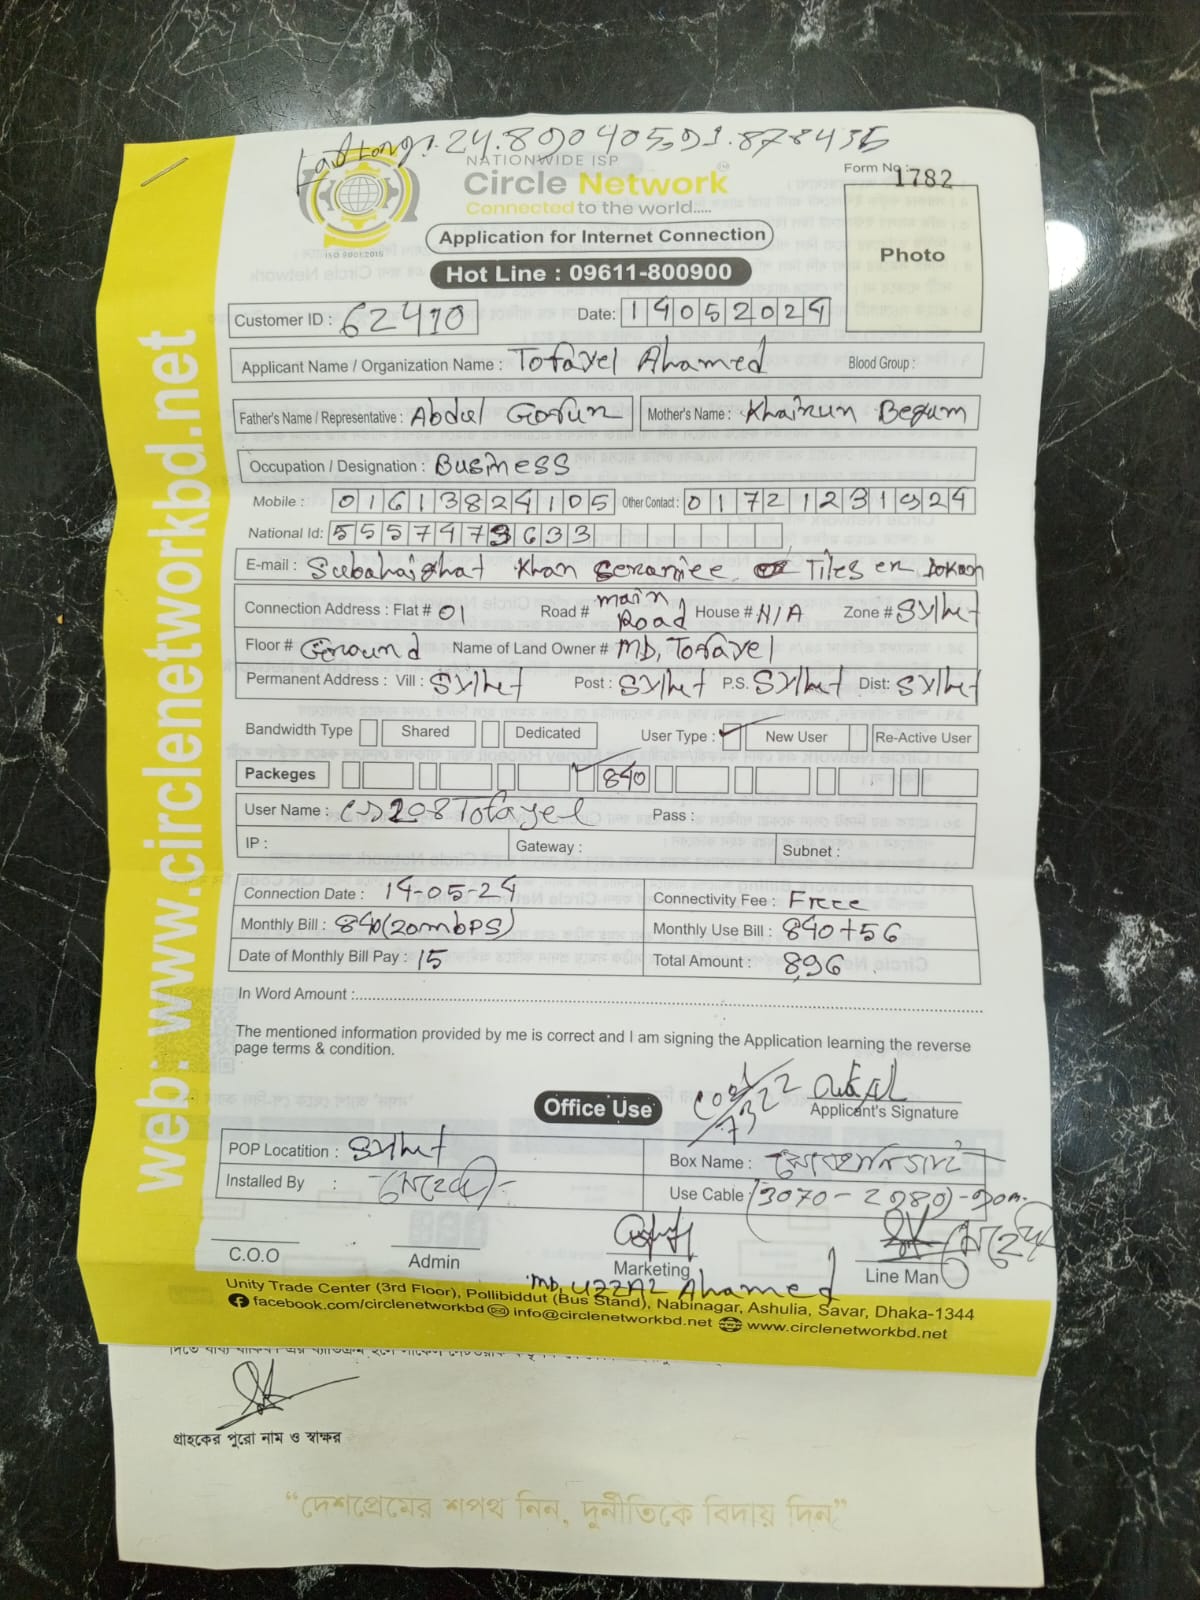 Lat Long: 24.890405,91.878435
NATIONWIDE ISP
Circle Network
Connected to the world.....
ISO 9001:2015
Form No : 1782
Photo
Application for Internet Connection
Hot Line : 09611-800900
Customer ID : 62410 Date: 14052024
Applicant Name / Organization Name : Tofayel Ahamed Blood Group :
Father's Name / Representative : Abdul Gofur Mother's Name : Khairun Begum
Occupation / Designation : Business
Mobile : 01613824105 Other Contact : 01721231924
National Id: 5557473633
E-mail : Subahanighat Khan Ceramice Tiles er Dokan
Connection Address : Flat # 01 Road # main Road House # N/A Zone # Sylhet
Floor # Ground Name of Land Owner # MD, Tofayel
Permanent Address : Vill : Sylhet Post : Sylhet P.S. Sylhet Dist: Sylhet
Bandwidth Type Shared Dedicated User Type : New User Re-Active User
Packeges 840
User Name : 208Tofayel Pass :
IP : Gateway : Subnet :
Connection Date : 14-05-24 Connectivity Fee : Free
Monthly Bill : 840(20mbPS) Monthly Use Bill : 840+56
Date of Monthly Bill Pay : 15 Total Amount : 896
In Word Amount :
The mentioned information provided by me is correct and I am signing the Application learning the reverse
page terms & condition.
7322
Applicant's Signature
Office Use
POP Locatition : Sylhet Box Name :
Installed By : Use Cable (3070-2980)-90m.
C.O.O Admin Marketing Line Man
MD, UZZAL Ahamed
Unity Trade Center (3rd Floor), Pollibiddut (Bus Stand), Nabinagar, Ashulia, Savar, Dhaka-1344
facebook.com/circlenetworkbd info@circlenetworkbd.net www.circlenetworkbd.net
web: www.circlenetworkbd.net
গ্রাহকের পুরো নাম ও স্বাক্ষর
“দেশপ্রেমের শপথ নিন, দুর্নীতিকে বিদায় দিন”